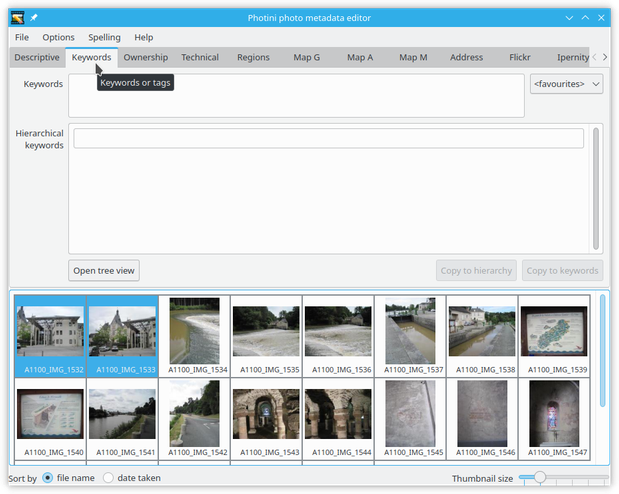 Photini photo metadata editor
File Options Spelling Help
Descriptive Keywords Ownership Technical Regions Map G Map A Map M Address Flickr Ipernity
Keywords or tags
Keywords <favourites>
Hierarchical
keywords
Open tree view Copy to hierarchy Copy to keywords
A1100_IMG_1532 A1100_IMG_1533 A1100_IMG_1534 A1100_IMG_1535 A1100_IMG_1536 A1100_IMG_1537 A1100_IMG_1538 A1100_IMG_1539
A1100_IMG_1540 A1100_IMG_1541 A1100_IMG_1542 A1100_IMG_1543 A1100_IMG_1544 A1100_IMG_1545 A1100_IMG_1546 A1100_IMG_1547
Sort by file name date taken Thumbnail size